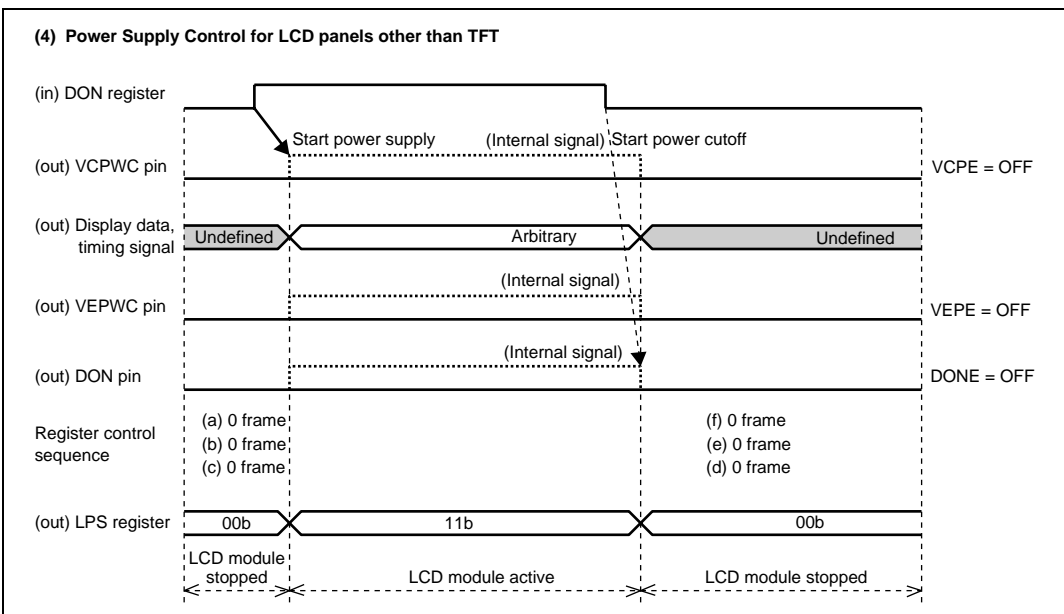 (4) Power Supply Control for LCD panels other than TFT
(in) DON register
Start power supply
(Internal signal)
Start power cutoff
(out) VCPWC pin
VCPE = OFF
(out) Display data,
timing signal
Undefined
Arbitrary
Undefined
(Internal signal)
(out) VEPWC pin
VEPE = OFF
(Internal signal)
(out) DON pin
DONE = OFF
Register control
sequence
(a) 0 frame
(b) 0 frame
(c) 0 frame
(f) 0 frame
(e) 0 frame
(d) 0 frame
(out) LPS register
00b
11b
00b
LCD module
stopped
LCD module active
LCD module stopped